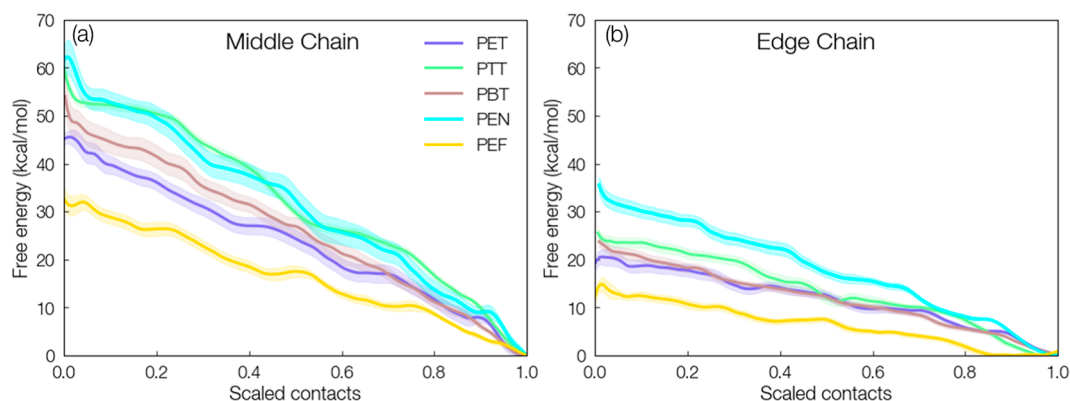 (a)
Middle Chain
PET
PTT
PBT
PEN
PEF
Free energy (kcal/mol)
70
60
50
40
30
20
10
0
0.0 0.2 0.4 0.6 0.8 1.0
Scaled contacts
(b)
Edge Chain
Free energy (kcal/mol)
70
60
50
40
30
20
10
0
0.0 0.2 0.4 0.6 0.8 1.0
Scaled contacts